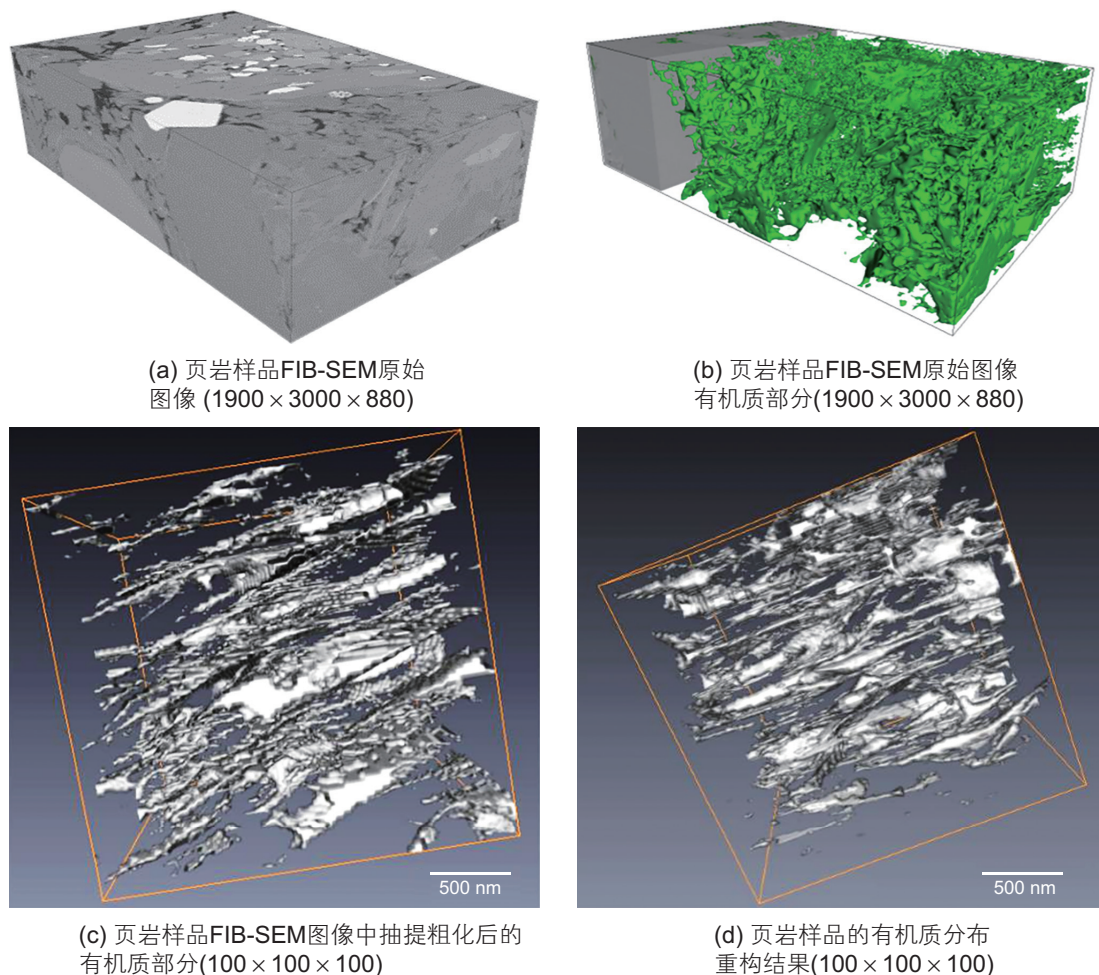 (a) 页岩样品FIB-SEM原始
图像 (1900×3000×880)
(b) 页岩样品FIB-SEM原始图像
有机质部分(1900×3000×880)
500 nm
500 nm
(c) 页岩样品FIB-SEM图像中抽提粗化后的
有机质部分(100×100×100)
(d) 页岩样品的有机质分布
重构结果(100×100×100)